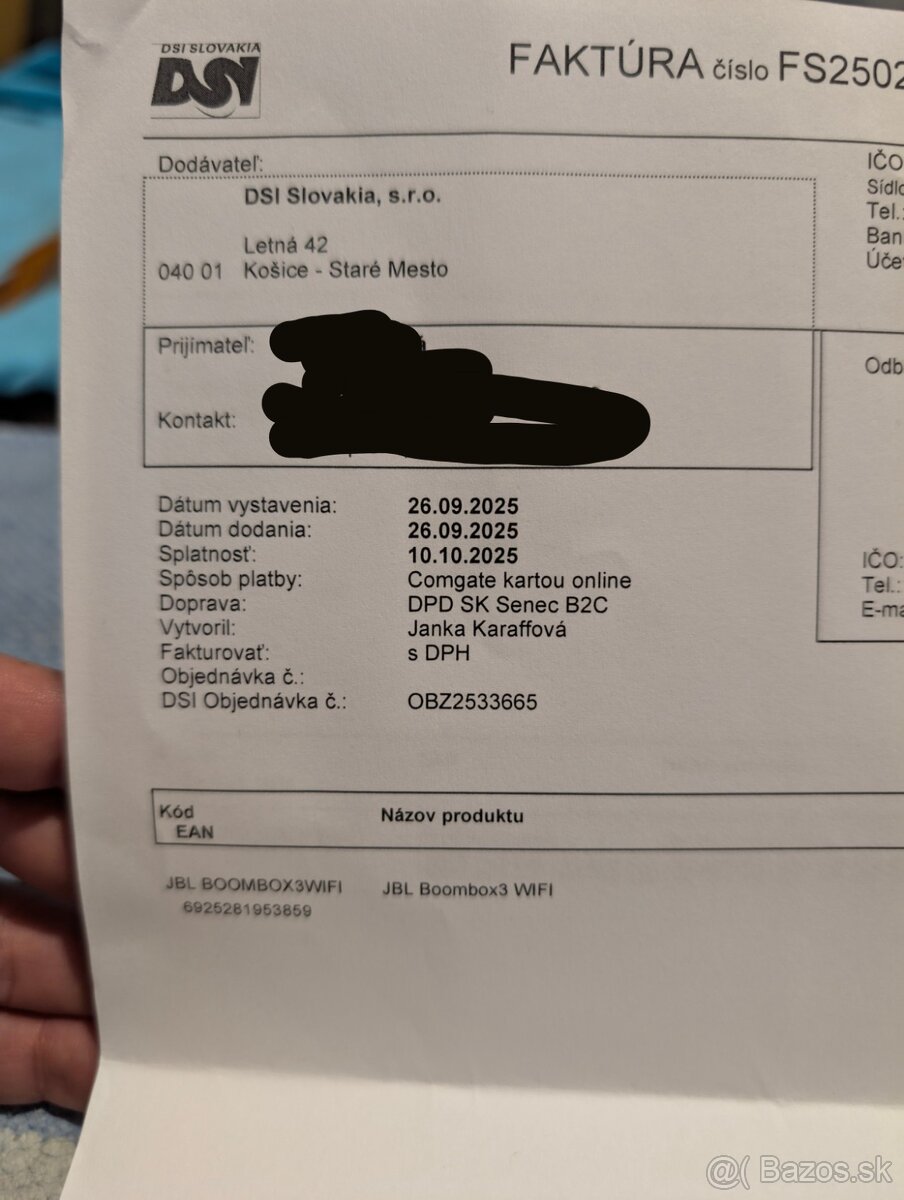 DSI SLOVAKIA
DSI
FAKTÚRA číslo FS2502
Dodávateľ:
DSI Slovakia, s.r.o.
Letná 42
040 01 Košice - Staré Mesto
IČO
Sídlo
Tel.:
Ban
Úče
Prijímateľ:
Kontakt:
Odb
IČO:
Tel.:
E-ma
Dátum vystavenia: 26.09.2025
Dátum dodania: 26.09.2025
Splatnosť: 10.10.2025
Spôsob platby: Comgate kartou online
Doprava: DPD SK Senec B2C
Vytvoril: Janka Karaffová
Fakturovať: s DPH
Objednávka č.:
DSI Objednávka č.: OBZ2533665
Kód Názov produktu
EAN
JBL BOOMBOX3WIFI JBL Boombox3 WIFI
6925281953859
@( Bazos.sk